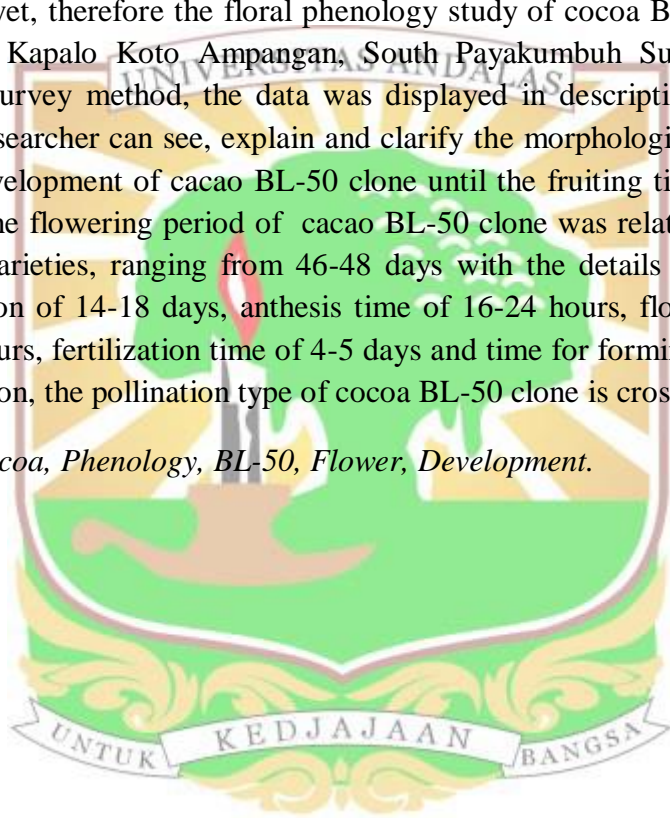 yet, therefore the floral phenology study of cocoa B
Kapalo Koto Ampangan, South Payakumbuh Su
UNIVERSITAS ANDALAS
urvey method, the data was displayed in descripti
searcher can see, explain and clarify the morphologi
velopment of cacao BL-50 clone until the fruiting ti
ne flowering period of cacao BL-50 clone was relat
arieties, ranging from 46-48 days with the details
on of 14-18 days, anthesis time of 16-24 hours, flo
urs, fertilization time of 4-5 days and time for formin
on, the pollination type of cocoa BL-50 clone is cros
coa, Phenology, BL-50, Flower, Development.
UNTUK KEDJAJAAN BANGSA